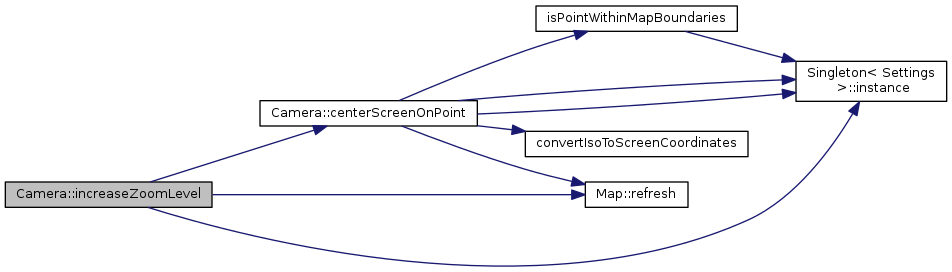 isPointWithinMapBoundaries
Singleton< Settings
>::instance
Camera::centerScreenOnPoint
convertIsoToScreenCoordinates
Camera::increaseZoomLevel
Map::refresh